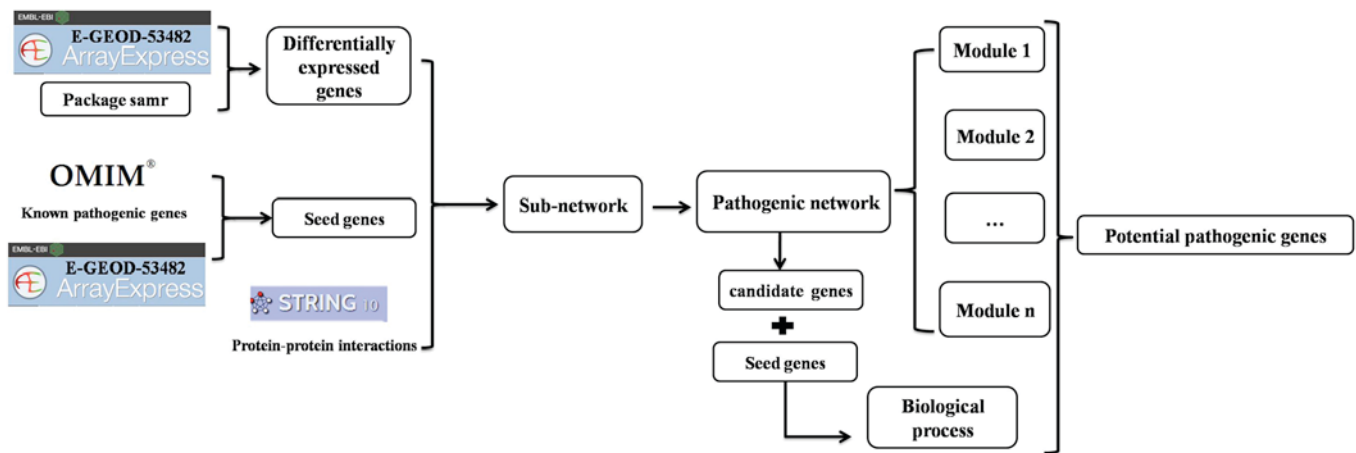 EMBL-EBI
E-GEOD-53482
ArrayExpress
Package samr
Differentially
expressed
genes
OMIM®
Known pathogenic genes
EMBL-EBI
E-GEOD-53482
ArrayExpress
Seed genes
STRING 10
Protein-protein interactions
Sub-network
Pathogenic network
candidate genes
Seed genes
Biological
process
Module 1
Module 2
...
Module n
Potential pathogenic genes